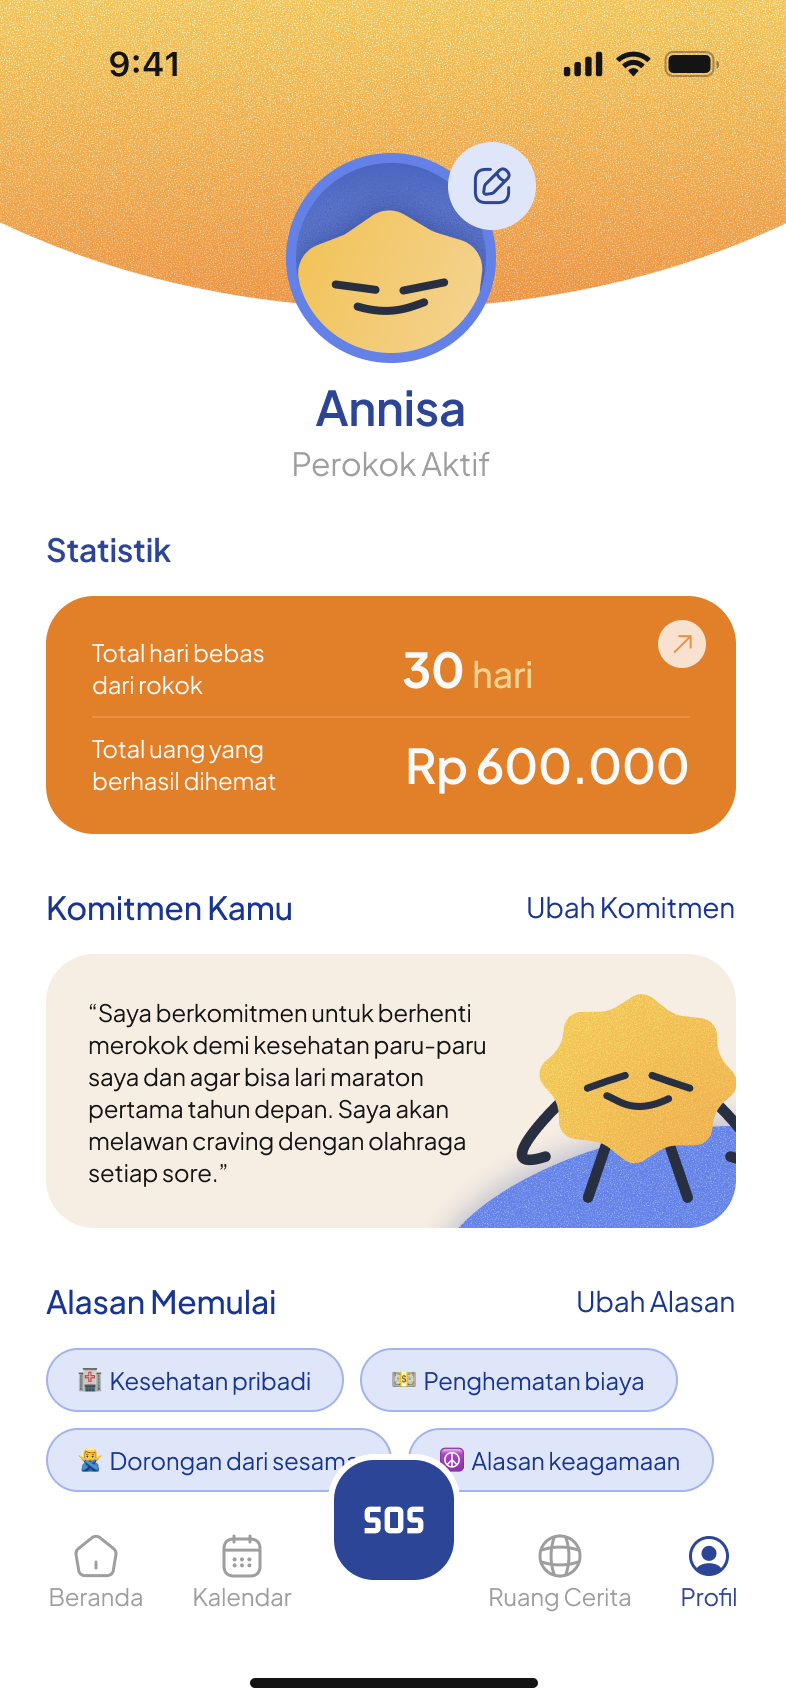 9:41
Annisa
Perokok Aktif
Statistik
Total hari bebas
dari rokok
30 hari
Total uang yang
berhasil dihemat
Rp 600.000
Komitmen Kamu
Ubah Komitmen
“Saya berkomitmen untuk berhenti
merokok demi kesehatan paru-paru
saya dan agar bisa lari maraton
pertama tahun depan. Saya akan
melawan craving dengan olahraga
setiap sore.”
Alasan Memulai
Ubah Alasan
Kesehatan pribadi
Penghematan biaya
Dorongan dari sesama
Alasan keagamaan
SOS
Beranda
Kalendar
Ruang Cerita
Profil